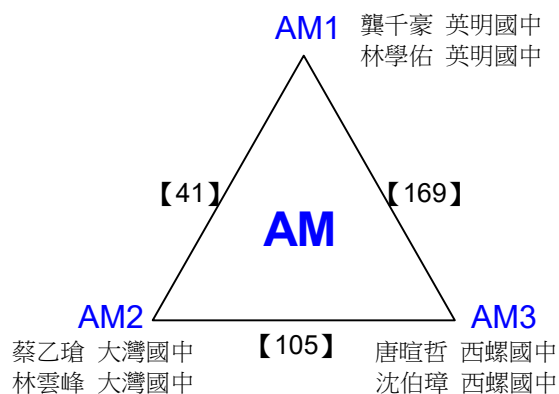 AM1
龔千豪 英明國中
林學佑 英明國中
【41】
【169】
AM
AM2
AM3
【105】
蔡乙瑲 大灣國中
林雲峰 大灣國中
唐暄哲 西螺國中
沈伯璋 西螺國中